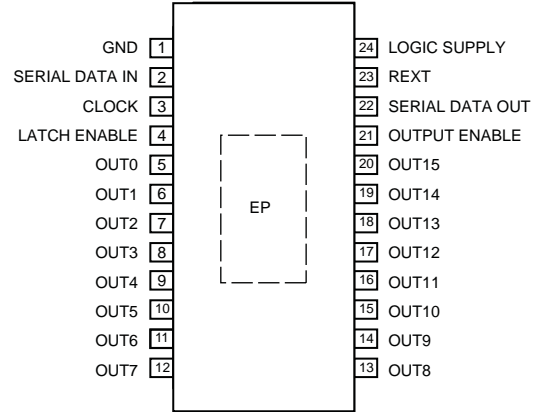 GND 1 24 LOGIC SUPPLY
SERIAL DATA IN 2 23 REXT
CLOCK 3 22 SERIAL DATA OUT
LATCH ENABLE 4 21 OUTPUT ENABLE
OUT0 5 20 OUT15
OUT1 6 19 OUT14
OUT2 7 18 OUT13
EP
OUT3 8 17 OUT12
OUT4 9 16 OUT11
OUT5 10 15 OUT10
OUT6 11 14 OUT9
OUT7 12 13 OUT8